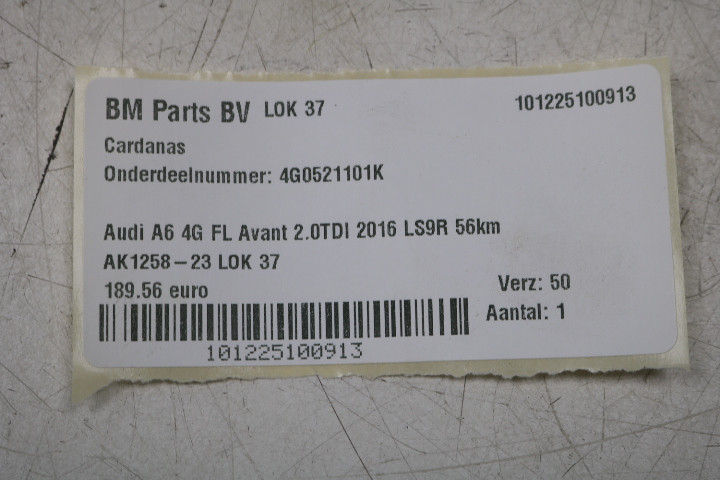 BM Parts BV LOK 37 101225100913
Cardanas
Onderdeelnummer: 4G0521101K
Audi A6 4G FL Avant 2.0TDI 2016 LS9R 56km
AK1258-23 LOK 37
189.56 euro Verz: 50
Aantal: 1
101225100913